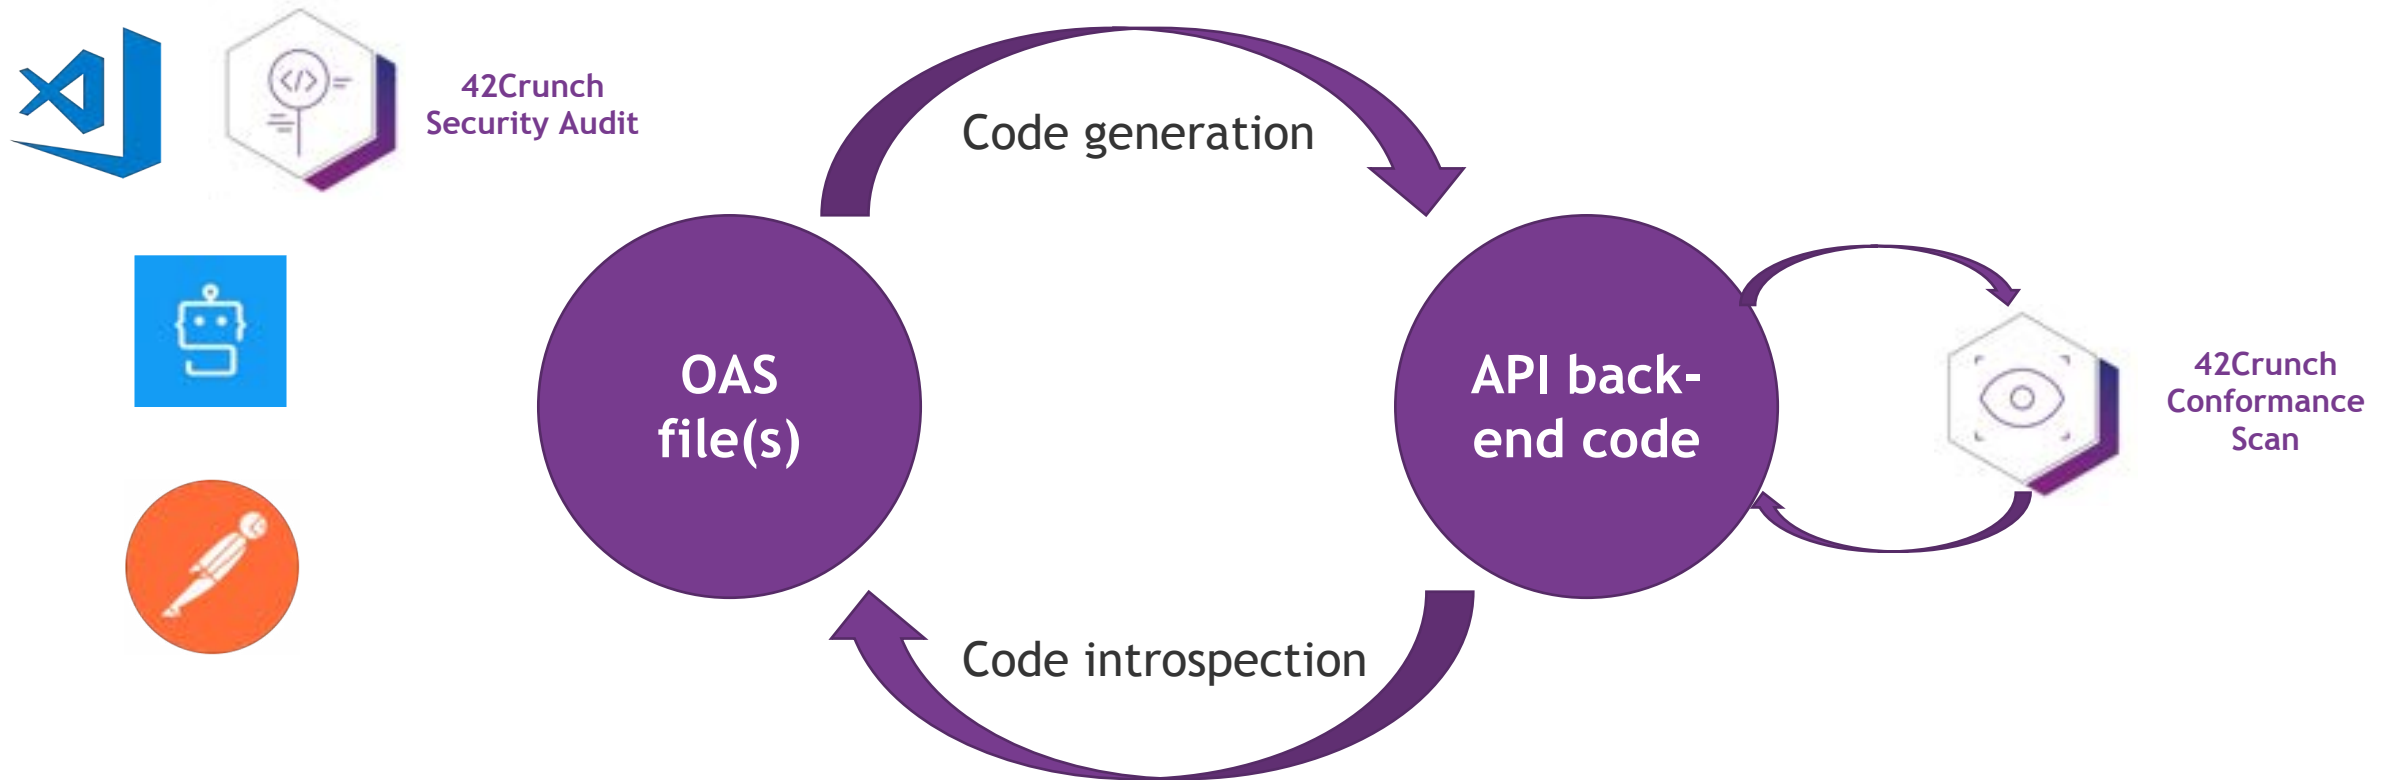 42Crunch
Security Audit
Code generation
OAS
file(s)
API back-
end code
42Crunch
Conformance
Scan
Code introspection